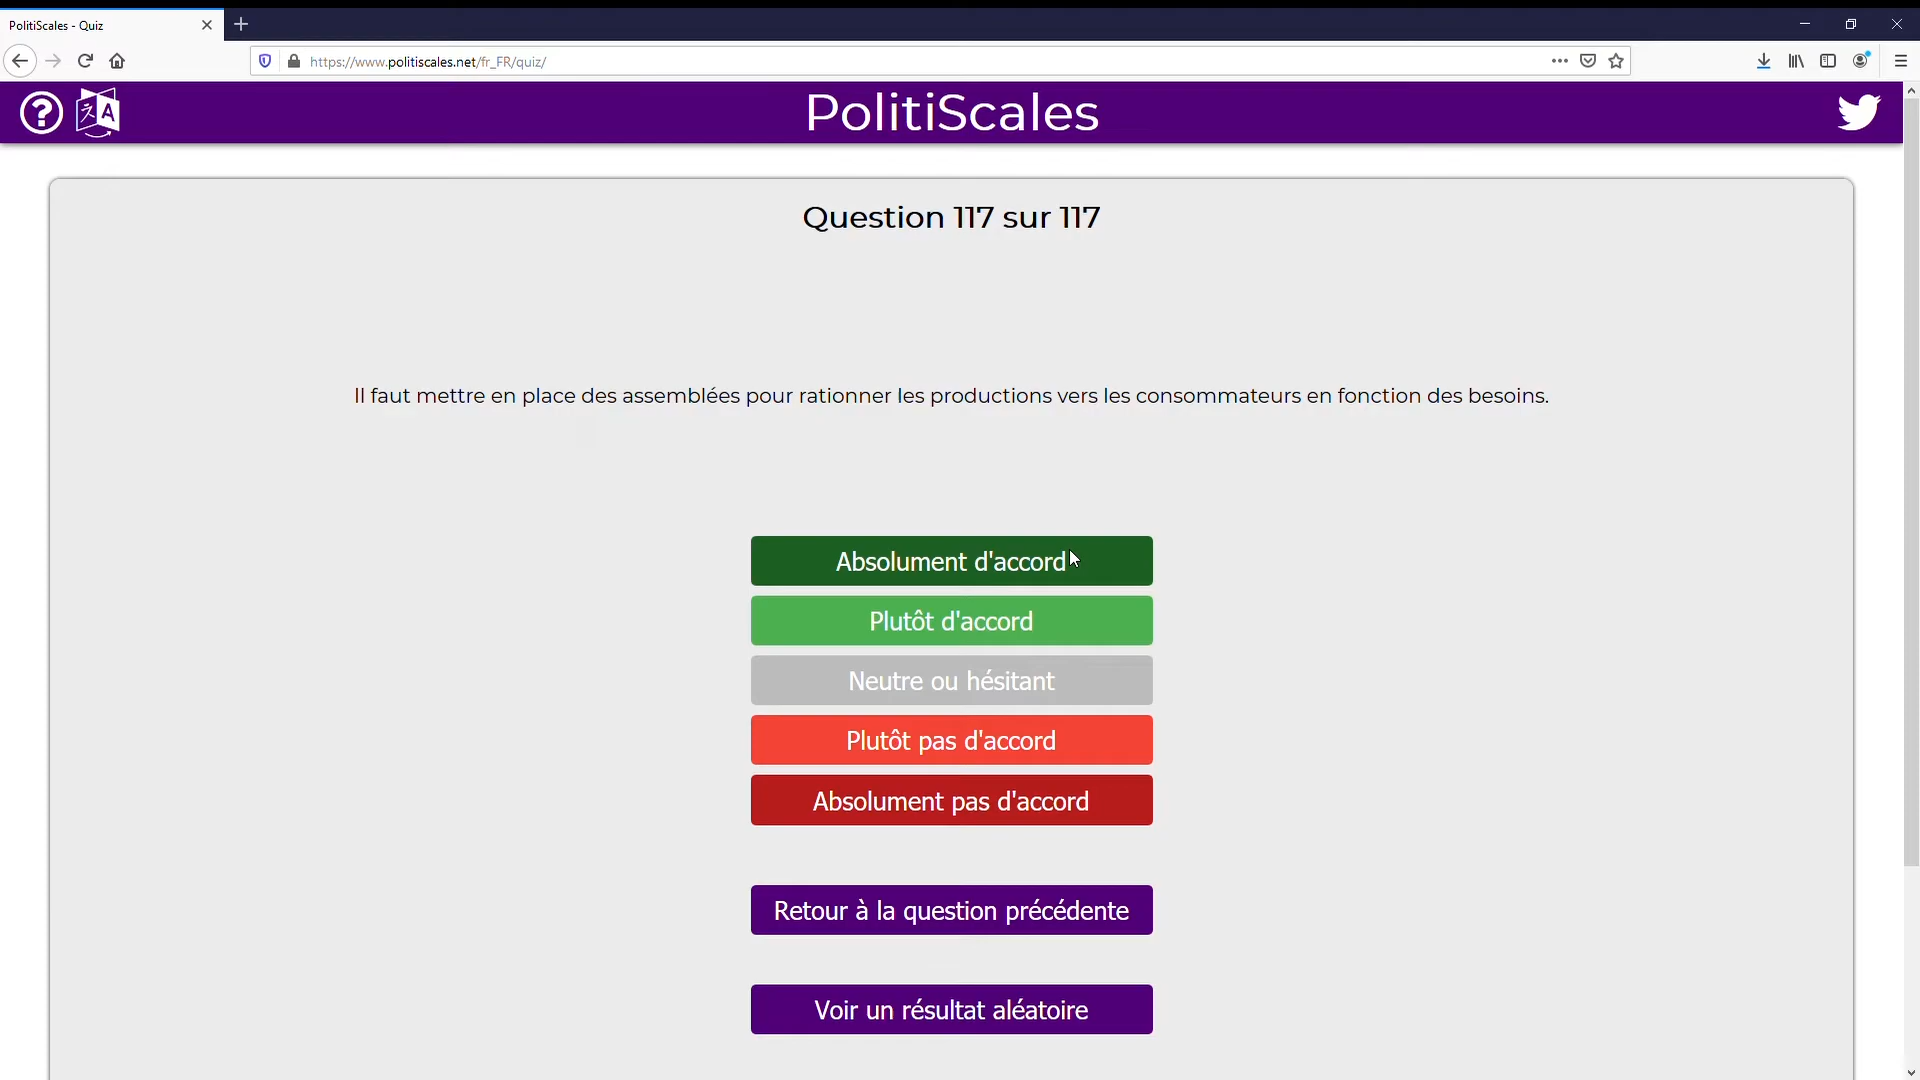 PolitiScales - Quiz
https://www.politiscales.net/fr_FR/quiz/
PolitiScales
Question 117 sur 117
Il faut mettre en place des assemblées pour rationner les productions vers les consommateurs en fonction des besoins.
Absolument d'accord
Plutôt d'accord
Neutre ou hésitant
Plutôt pas d'accord
Absolument pas d'accord
Retour à la question précédente
Voir un résultat aléatoire